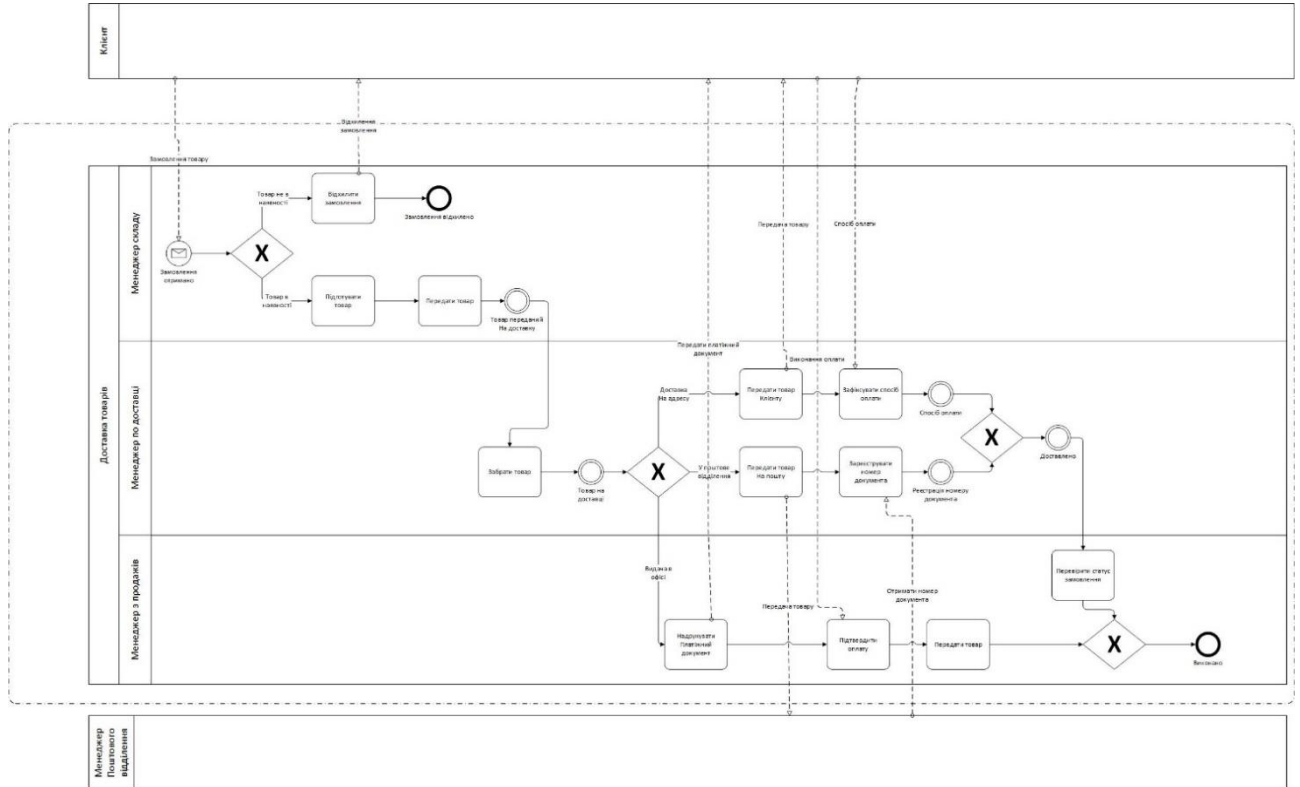 Клієнт
Відхилення
замовлення
Замовлення товару
Доставка товарів
Менеджер складу
Товар не в
наявності
Відхилити
замовлення
Замовлення відхилено
Замовлення
отримано
Товар в
наявності
Підготувати
товар
Передати товар
Товар переданий
На доставку
Передача товару
Спосіб оплати
Менеджер по доставці
Передати платіжний
документ
Виконання оплати
Доставка
На адресу
Передати товар
Клієнту
Зафіксувати спосіб
оплати
Спосіб оплати
Забрати товар
Товар на
доставці
У поштове
відділення
Передати товар
На пошту
Зареєструвати
номер
документа
Реєстрація номеру
документа
Доставлено
Менеджер з продажів
Видача в
офісі
Надрукувати
Платіжний
документ
Передача товару
Підтвердити
оплату
Отримати номер
документа
Передати товар
Перевірити статус
замовлення
Виконано
Менеджер
Поштового
відділення
X
X
X
X